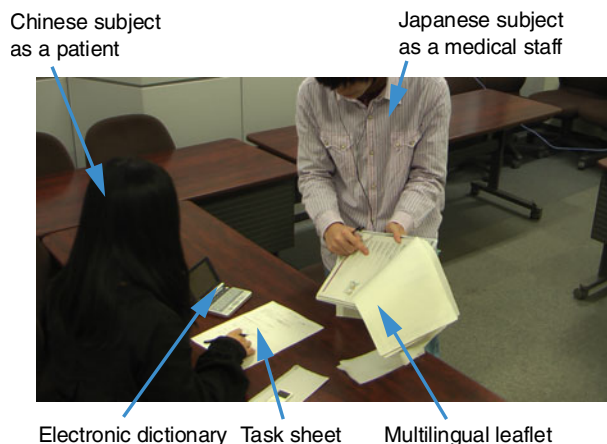 Chinese subject
as a patient
Japanese subject
as a medical staff
Electronic dictionary
Task sheet
Multilingual leaflet